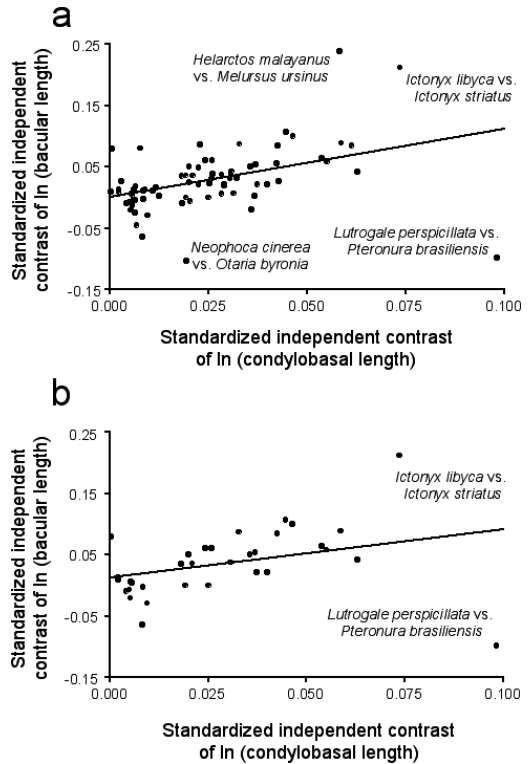 a
Standardized independent
contrast of ln (bacular length)
0.25
0.15
0.05
-0.05
-0.15
Helarctos malayanus
vs. Melursus ursinus
Ictonyx libyca vs.
Ictonyx striatus
Neophoca cinerea
vs. Otaria byronia
Lutrogale perspicillata vs.
Pteronura brasiliensis
0.000
0.025
0.050
0.075
0.100
Standardized independent contrast
of ln (condylobasal length)
b
Standardized independent
contrast of ln (bacular length)
0.25
0.15
0.05
-0.05
-0.15
Ictonyx libyca vs.
Ictonyx striatus
Lutrogale perspicillata vs.
Pteronura brasiliensis
0.000
0.025
0.050
0.075
0.100
Standardized independent contrast
of ln (condylobasal length)